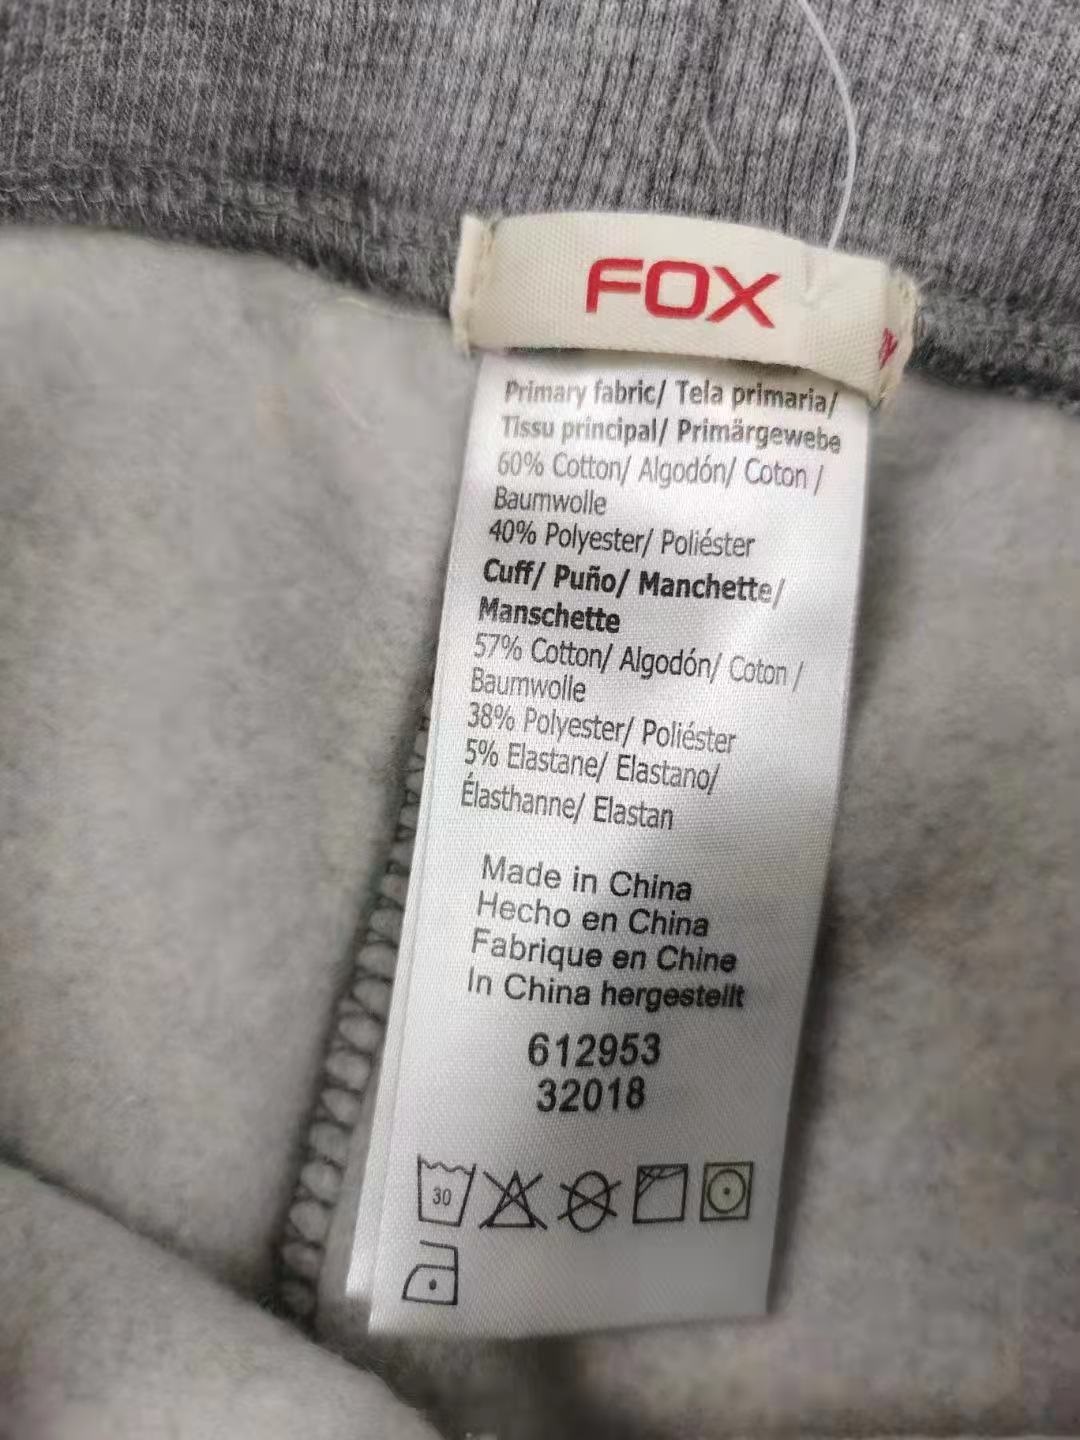 FOX
Primary fabric/ Tela primaria/
Tissu principal/ Primärgewebe
60% Cotton/ Algodón/ Coton /
Baumwolle
40% Polyester/ Poliéster
Cuff/ Puño/ Manchette/
Manschette
57% Cotton/ Algodón/ Coton /
Baumwolle
38% Polyester/ Poliéster
5% Elastane/ Elastano/
Élasthanne/ Elastan
Made in China
Hecho en China
Fabrique en Chine
In China hergestellt
612953
32018
30